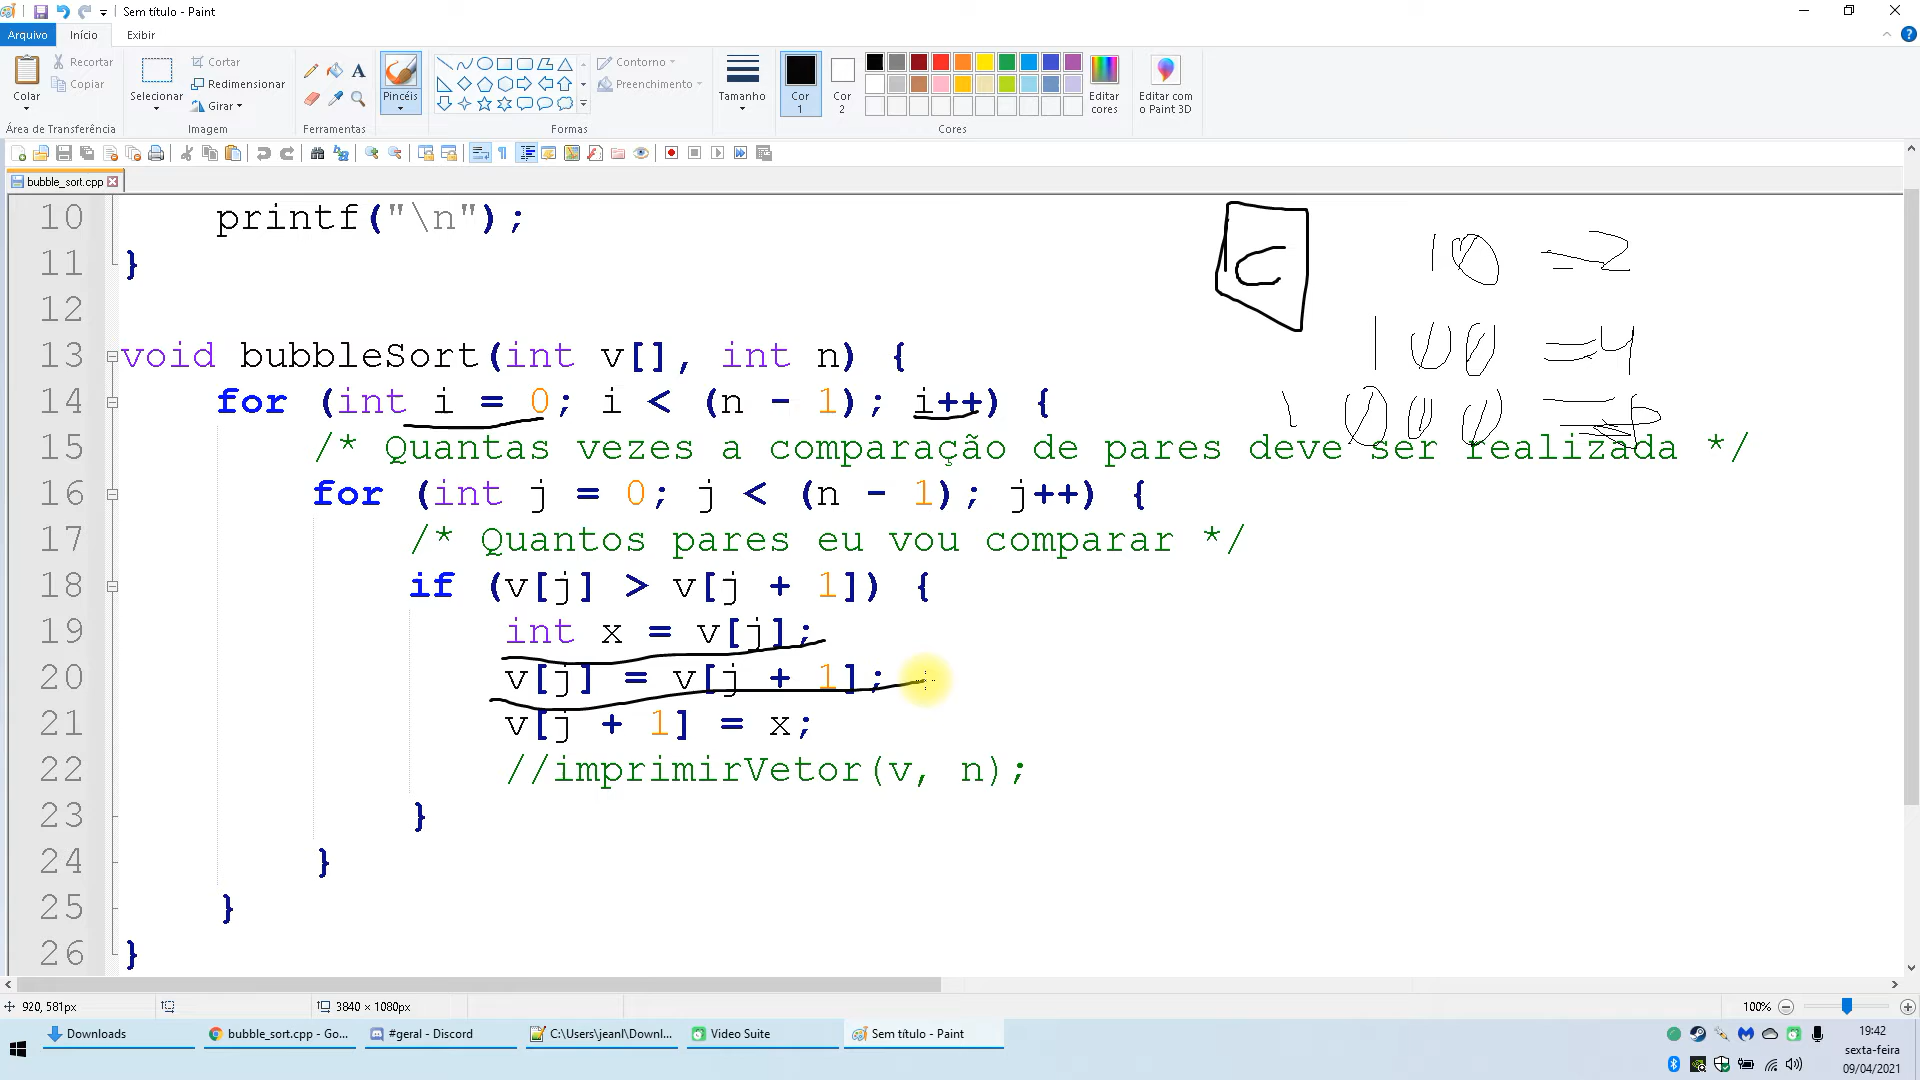 Sem título - Paint
Arquivo Início Exibir
Colar Recortar Copiar
Selecionar Cortar Redimensionar Girar
Pincéis
Contorno Preenchimento
Tamanho
Cor 1
Cor 2
Editar cores
Editar com o Paint 3D
Área de Transferência Imagem Ferramentas Formas Cores
bubble_sort.cpp
10 printf("\n");
11 }
12
13 void bubbleSort(int v[], int n) {
14 for (int i = 0; i < (n - 1); i++) {
15 /* Quantas vezes a comparação de pares deve ser realizada */
16 for (int j = 0; j < (n - 1); j++) {
17 /* Quantos pares eu vou comparar */
18 if (v[j] > v[j + 1]) {
19 int x = v[j];
20 v[j] = v[j + 1];
21 v[j + 1] = x;
22 //imprimirVetor(v, n);
23 }
24 }
25 }
26 }
C
10 = 2
100 = 4
1000 =
920, 581px 3840 × 1080px 100%
Downloads bubble_sort.cpp - Go... #geral - Discord C:\Users\jeanl\Downl... Video Suite Sem título - Paint
19:42
sexta-feira
09/04/2021